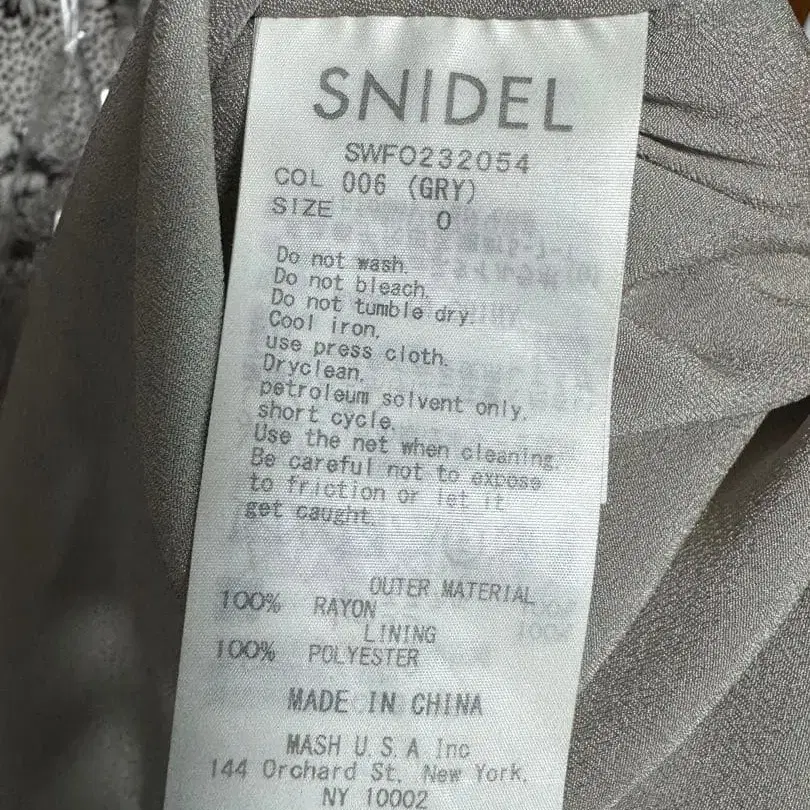 SNIDEL
SWFO232054
COL 006 (GRY)
SIZE 0
Do not wash.
Do not bleach.
Do not tumble dry.
Cool iron,
use press cloth.
Dryclean,
petroleum solvent only,
short cycle.
Use the net when cleaning.
Be careful not to expose
to friction or let it
get caught.
OUTER MATERIAL
100% RAYON
LINING
100% POLYESTER
MADE IN CHINA
MASH U.S.A Inc
144 Orchard St, New York,
NY 10002